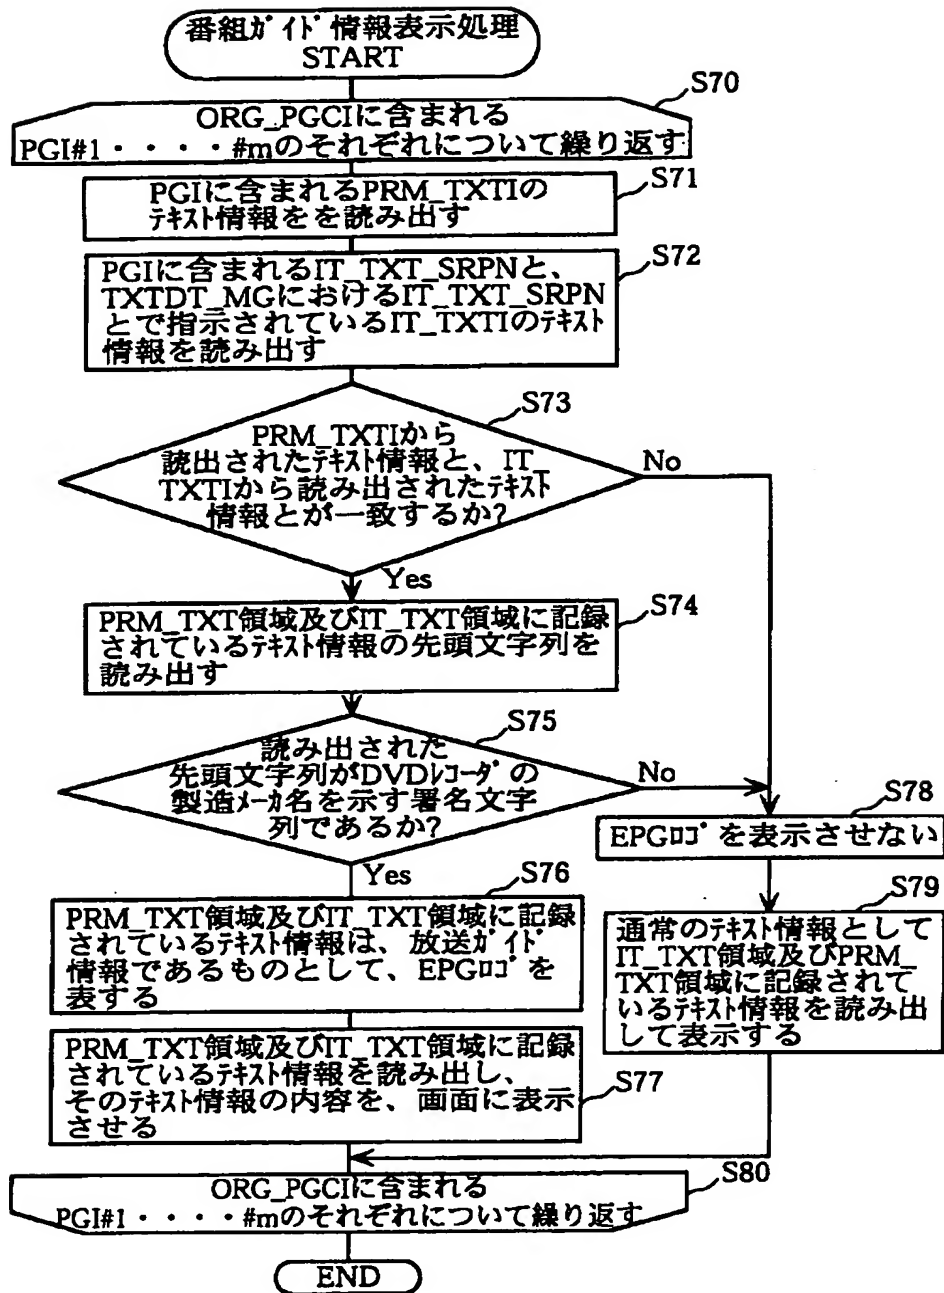 番組ｶﾞｲﾄﾞ情報表示処理
START
S70
ORG_PGCIに含まれる
PGI#1・・・・#mのそれぞれについて繰り返す
S71
PGIに含まれるPRM_TXTIの
ﾃｷｽﾄ情報をを読み出す
S72
PGIに含まれるIT_TXT_SRPNと、
TXTDT_MGにおけるIT_TXT_SRPN
とで指示されているIT_TXTIのﾃｷｽﾄ
情報を読み出す
S73
PRM_TXTIから
読出されたﾃｷｽﾄ情報と、IT_
TXTIから読み出されたﾃｷｽﾄ
情報とが一致するか?
No
Yes
S74
PRM_TXT領域及びIT_TXT領域に記録
されているﾃｷｽﾄ情報の先頭文字列を
読み出す
S75
読み出された
先頭文字列がDVDﾚｺｰﾀﾞの
製造ﾒｰｶ名を示す署名文字
列であるか?
No
Yes
S78
EPGﾛｺﾞを表示させない
S76
PRM_TXT領域及びIT_TXT領域に記録
されているﾃｷｽﾄ情報は、放送ｶﾞｲﾄﾞ
情報であるものとして、EPGﾛｺﾞを
表する
S79
通常のﾃｷｽﾄ情報として
IT_TXT領域及びPRM_
TXT領域に記録されて
いるﾃｷｽﾄ情報を読み出
して表示する
PRM_TXT領域及びIT_TXT領域に記録
されているﾃｷｽﾄ情報を読み出し、
そのﾃｷｽﾄ情報の内容を、画面に表示
させる
S77
S80
ORG_PGCIに含まれる
PGI#1・・・・#mのそれぞれについて繰り返す
END